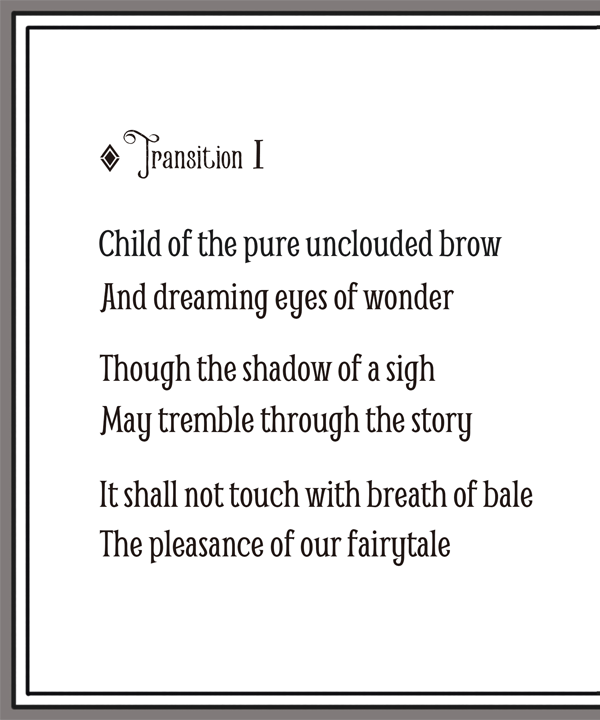 Transition I
Child of the pure unclouded brow
And dreaming eyes of wonder
Though the shadow of a sigh
May tremble through the story
It shall not touch with breath of bale
The pleasance of our fairytale